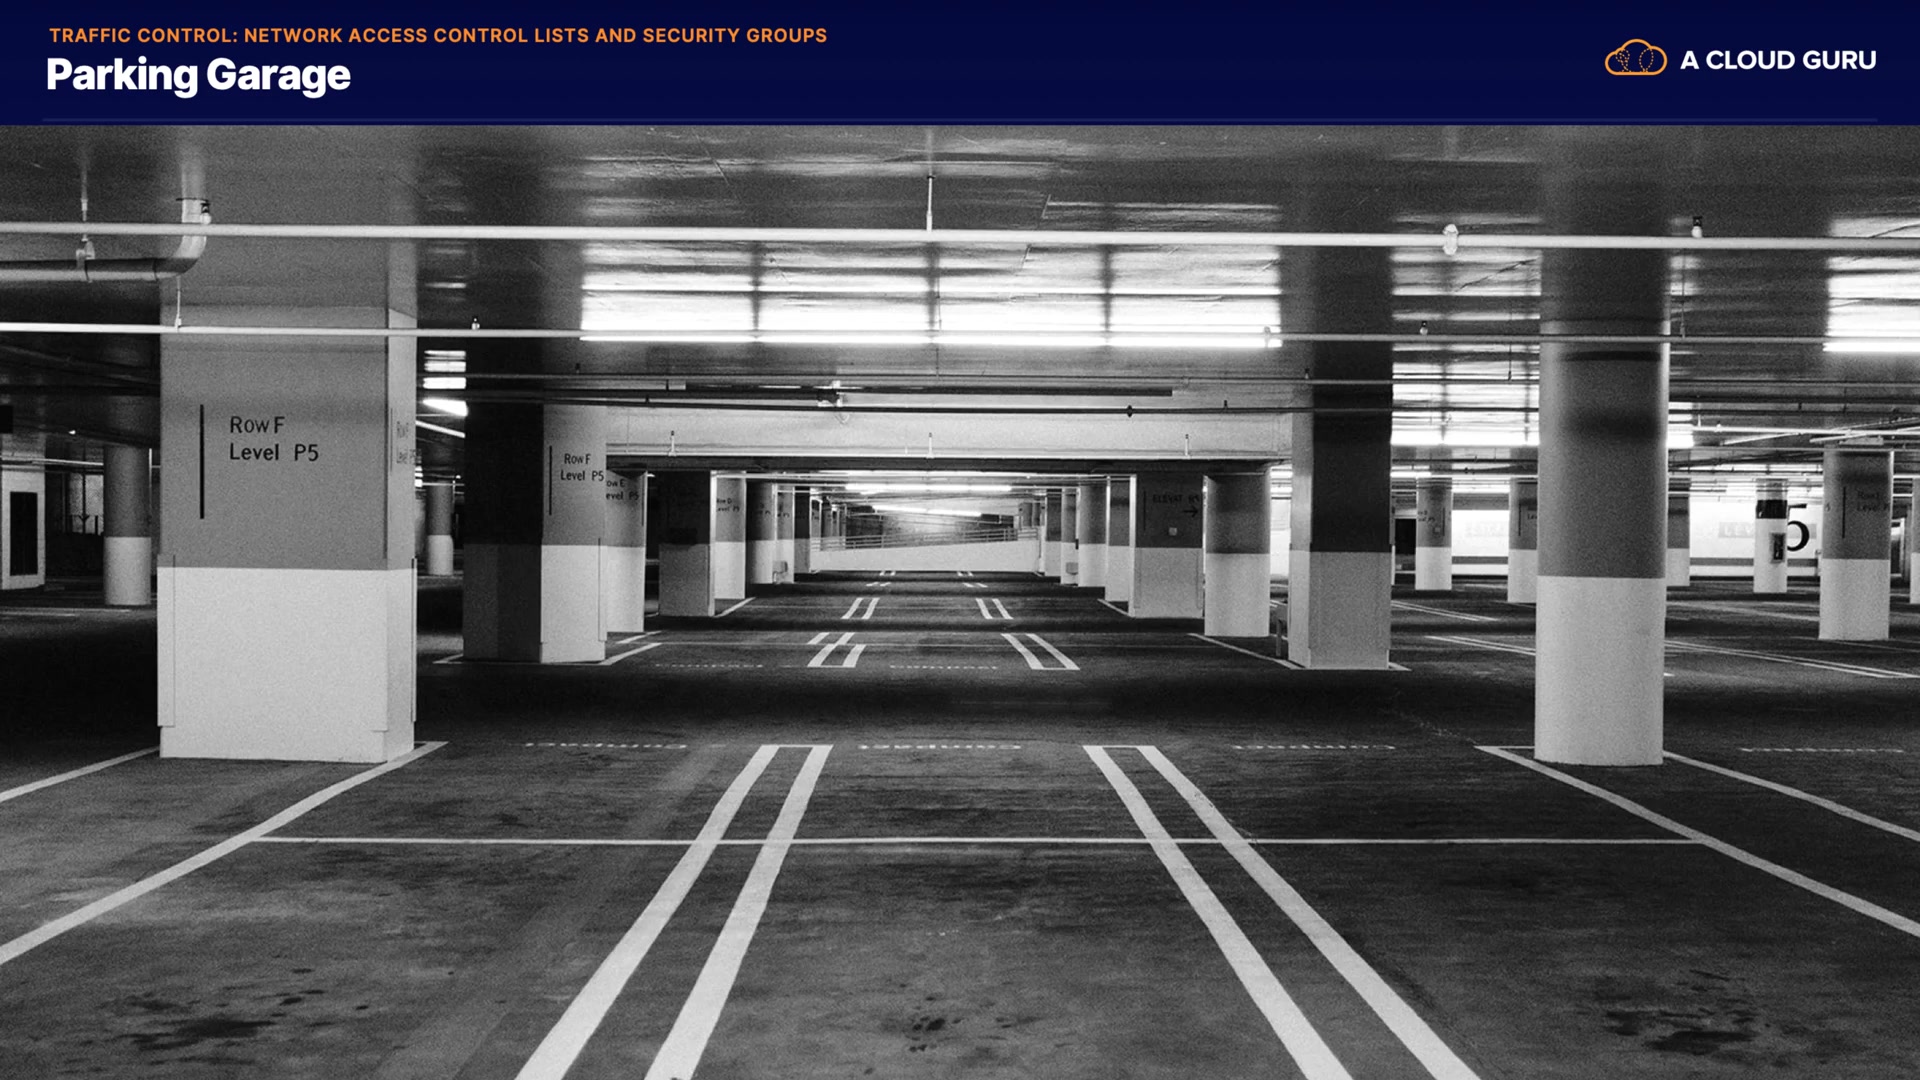 TRAFFIC CONTROL: NETWORK ACCESS CONTROL LISTS AND SECURITY GROUPS
Parking Garage
A CLOUD GURU
Row F
Level P5
Row F
Level P5
5